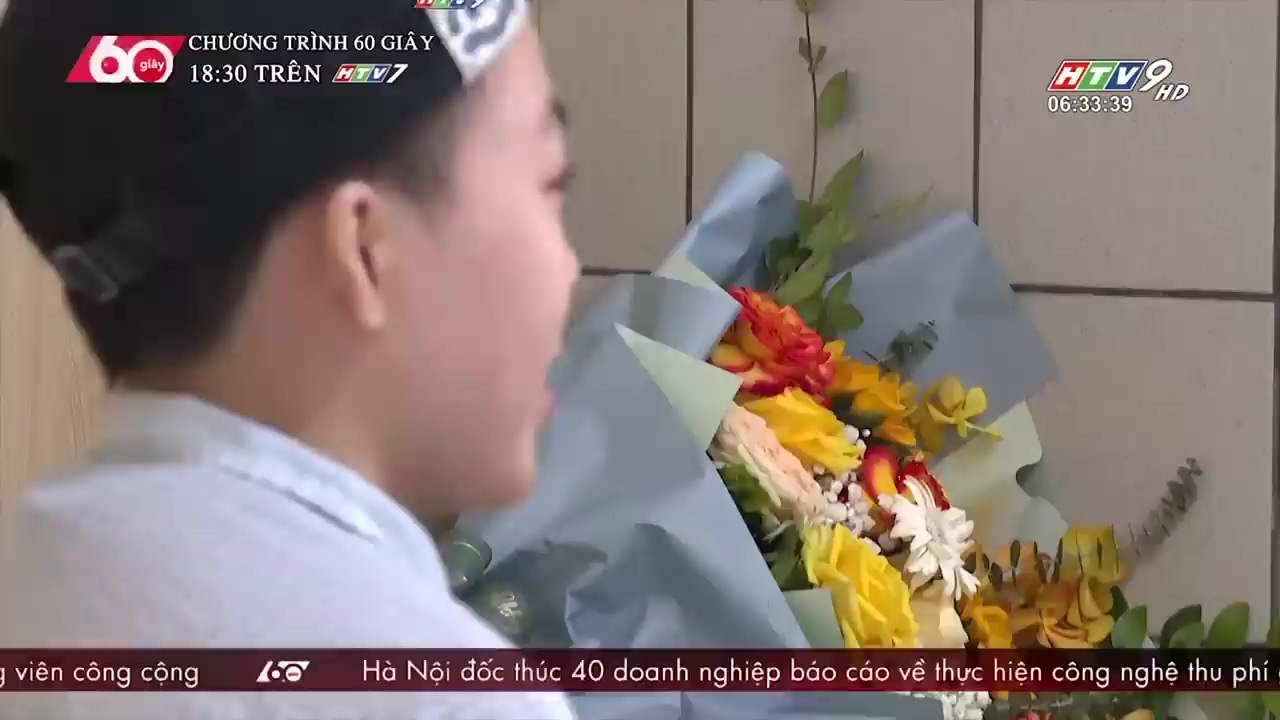 HTV9
60 giây
CHƯƠNG TRÌNH 60 GIÂY
18:30 TRÊN HTV7
HTV9 HD
06:33:39
g viên công cộng 60 Hà Nội đốc thúc 40 doanh nghiệp báo cáo về thực hiện công nghệ thu phí